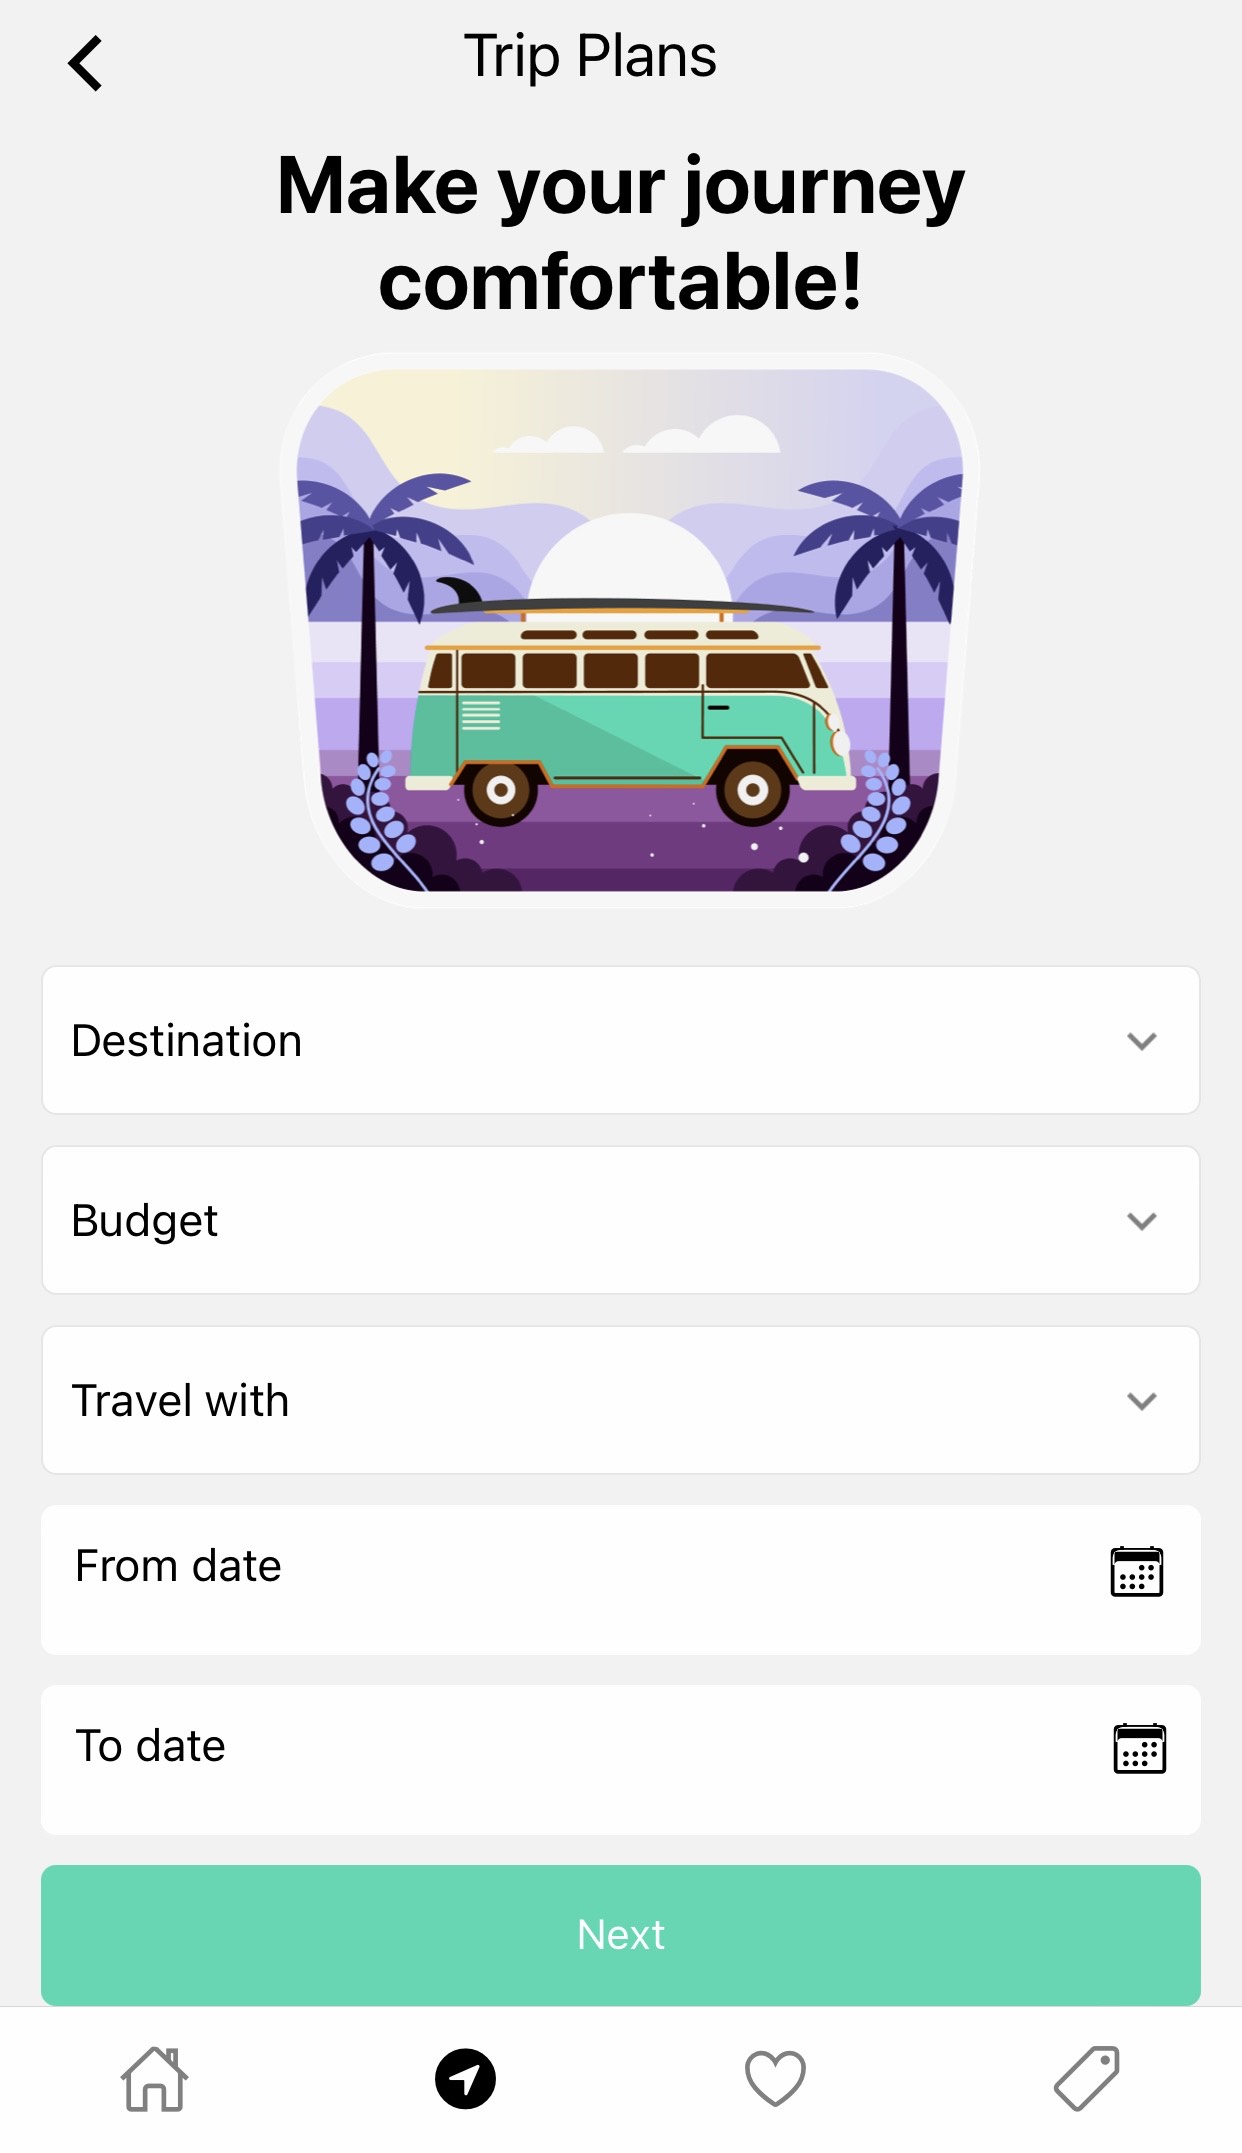 Trip Plans
Make your journey
comfortable!
Destination
Budget
Travel with
From date
To date
Next